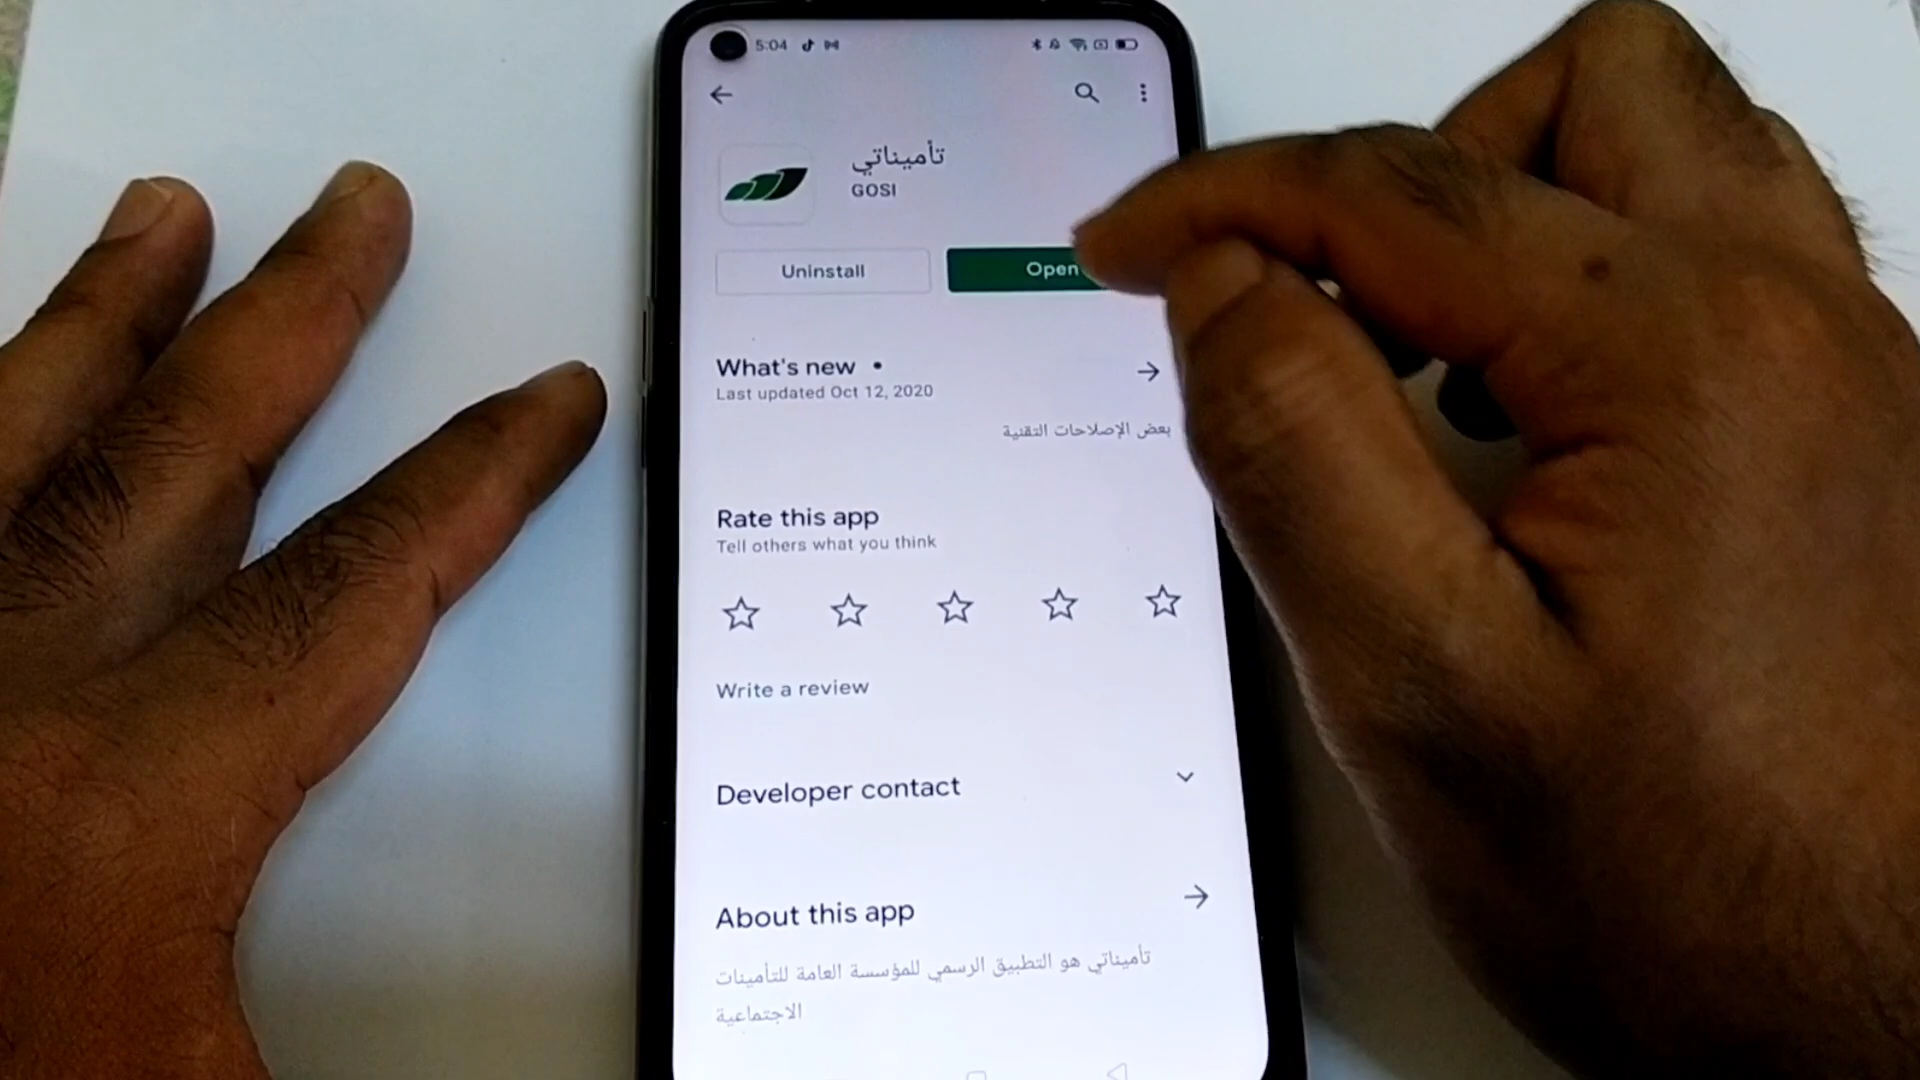 5:04
تأميناتي
GOSI
Uninstall
Open
What's new •
Last updated Oct 12, 2020
بعض الإصلاحات التقنية
Rate this app
Tell others what you think
Write a review
Developer contact
About this app
تأميناتي هو التطبيق الرسمي للمؤسسة العامة للتأمينات
الاجتماعية